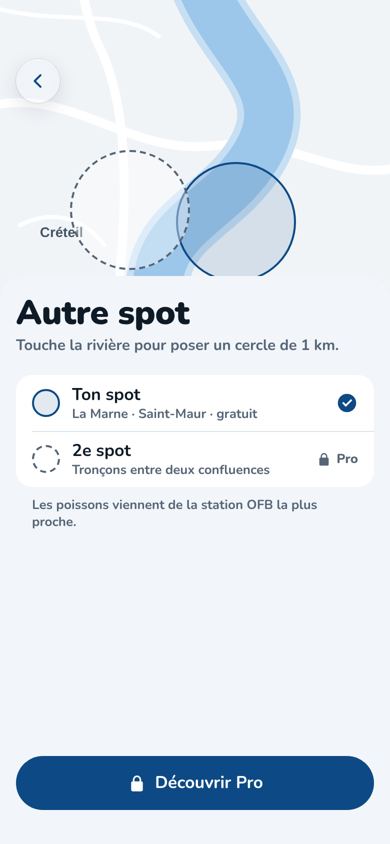 Créteil
Autre spot
Touche la rivière pour poser un cercle de 1 km.
Ton spot
La Marne · Saint-Maur · gratuit
2e spot
Tronçons entre deux confluences
Pro
Les poissons viennent de la station OFB la plus
proche.
Découvrir Pro